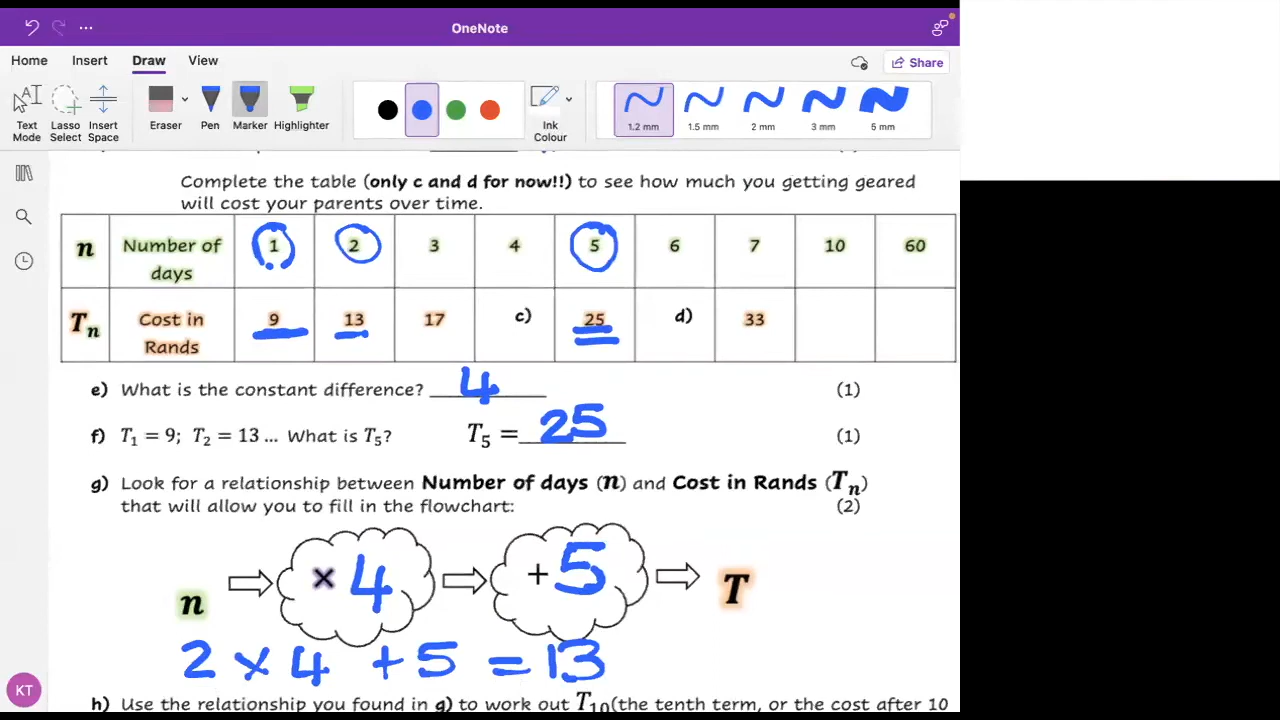 OneNote
Home Insert Draw View
Share
Text Mode
Lasso Select
Insert Space
Eraser
Pen
Marker
Highlighter
Ink Colour
1.2 mm 1.5 mm 2 mm 3 mm 5 mm
Complete the table (only c and d for now!!) to see how much you getting geared
will cost your parents over time.
n Number of days 1 2 3 4 5 6 7 10 60
Tn Cost in Rands 9 13 17 c) 25 d) 33
e) What is the constant difference? 4 (1)
f) T1 = 9; T2 = 13 ... What is T5? T5 = 25 (1)
g) Look for a relationship between Number of days (n) and Cost in Rands (Tn)
that will allow you to fill in the flowchart: (2)
n × 4 + 5 T
2 × 4 + 5 = 13
KT
h) Use the relationship you found in g) to work out T10 (the tenth term, or the cost after 10